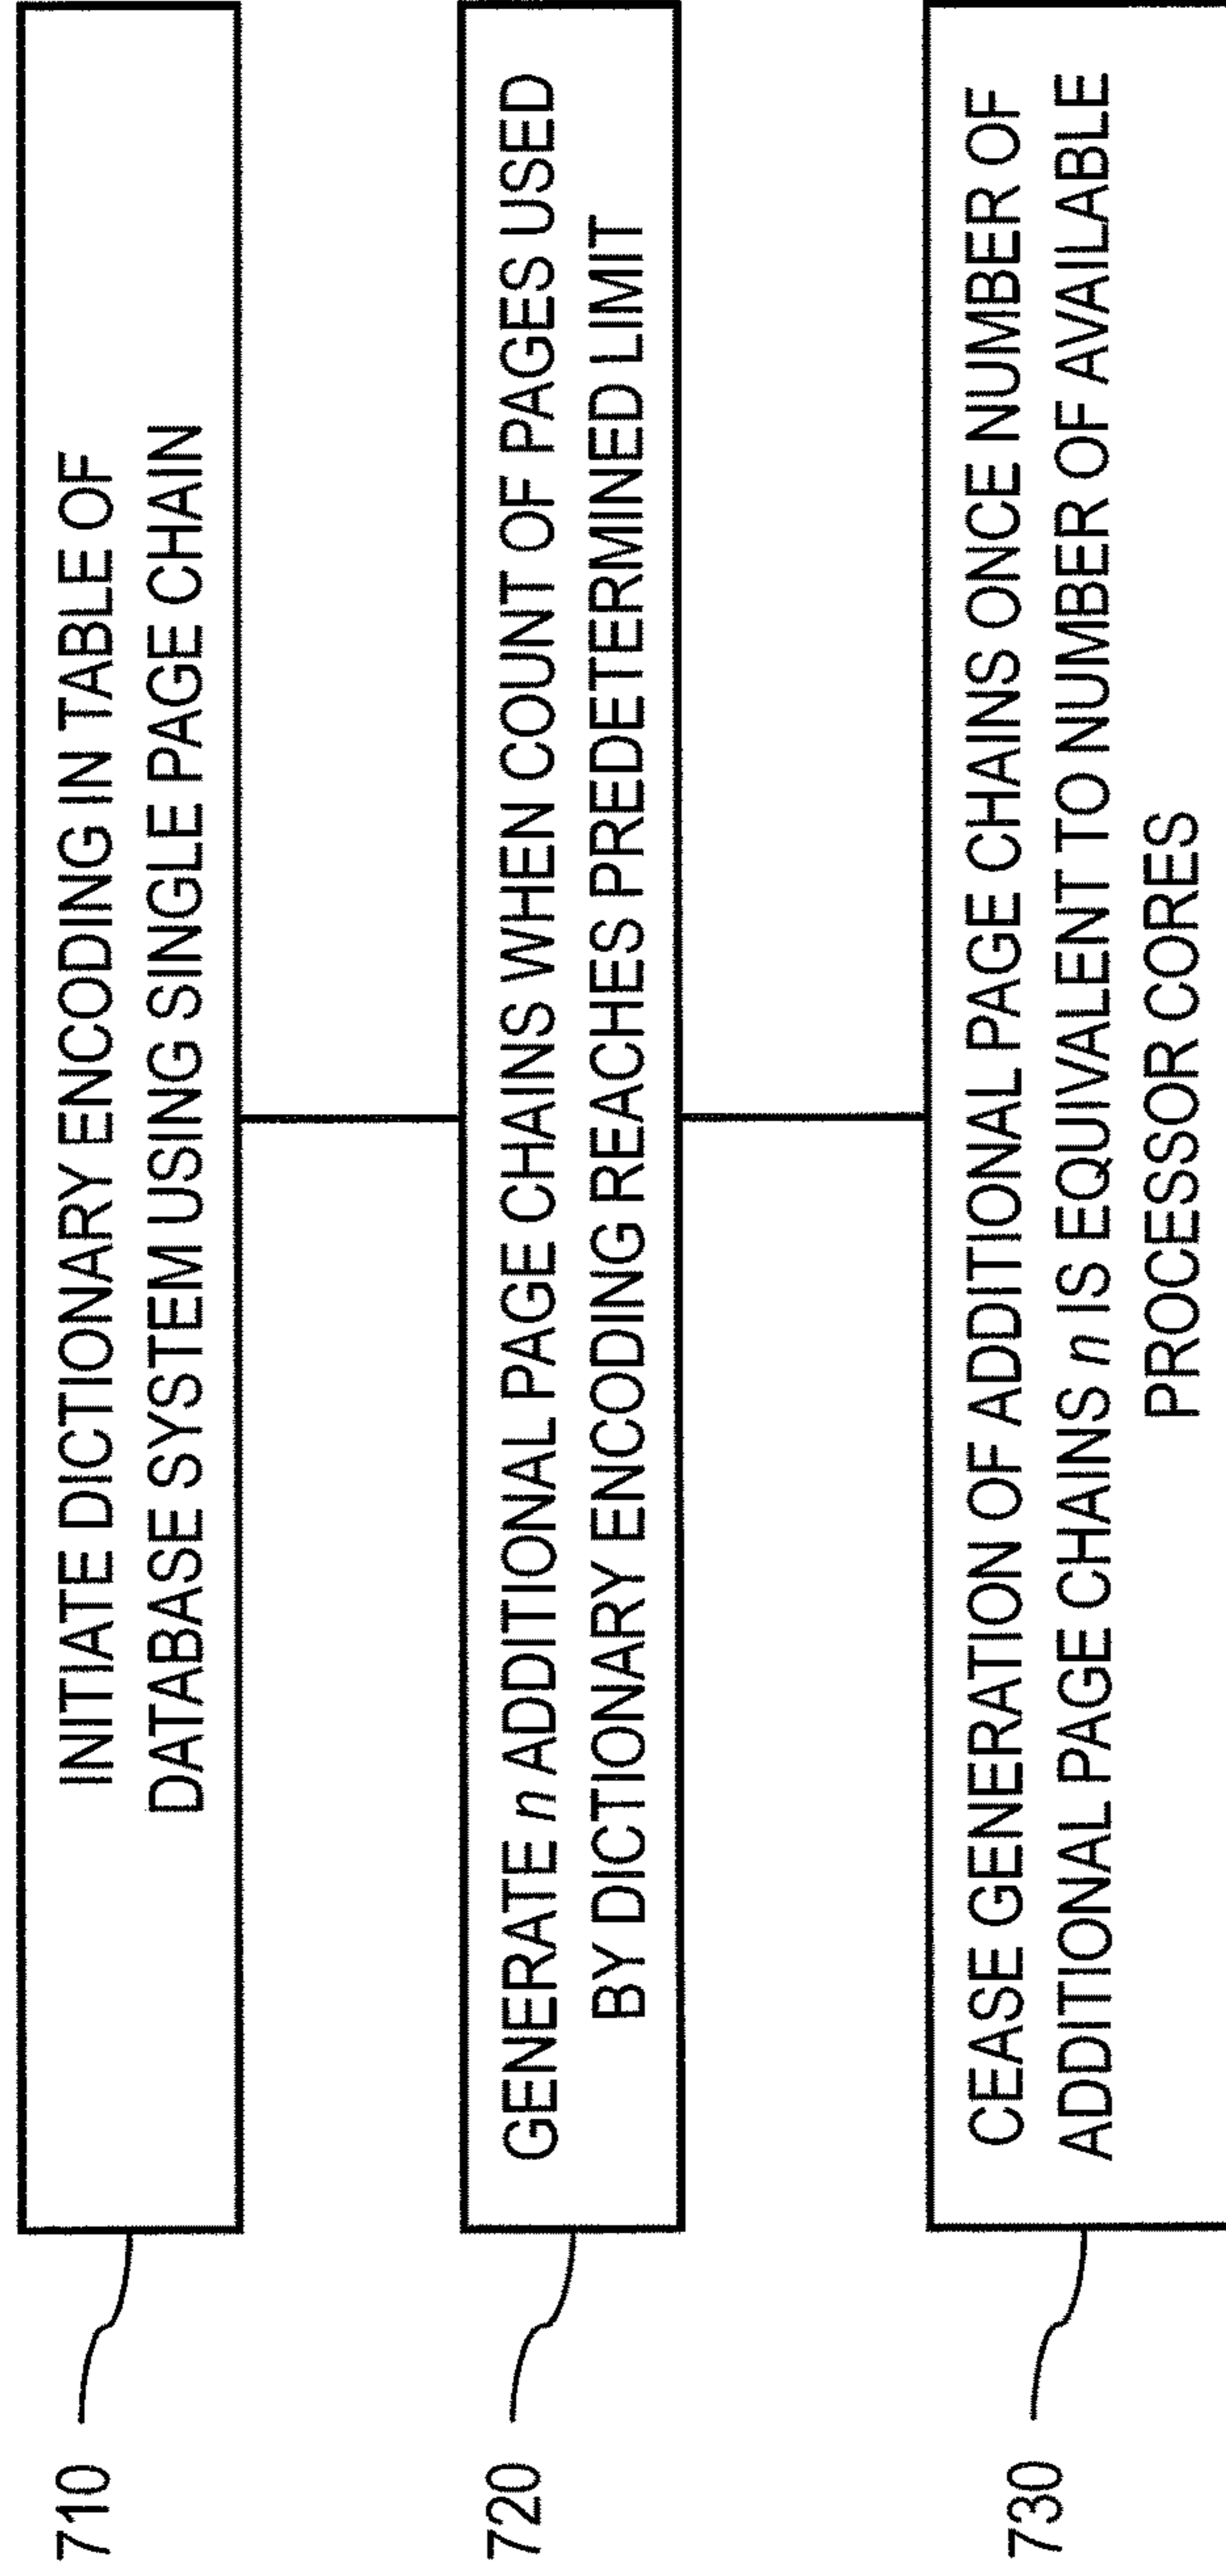 710
INITIATE DICTIONARY ENCODING IN TABLE OF
DATABASE SYSTEM USING SINGLE PAGE CHAIN
720
GENERATE n ADDITIONAL PAGE CHAINS WHEN COUNT OF PAGES USED
BY DICTIONARY ENCODING REACHES PREDETERMINED LIMIT
730
CEASE GENERATION OF ADDITIONAL PAGE CHAINS ONCE NUMBER OF
ADDITIONAL PAGE CHAINS n IS EQUIVALENT TO NUMBER OF AVAILABLE
PROCESSOR CORES